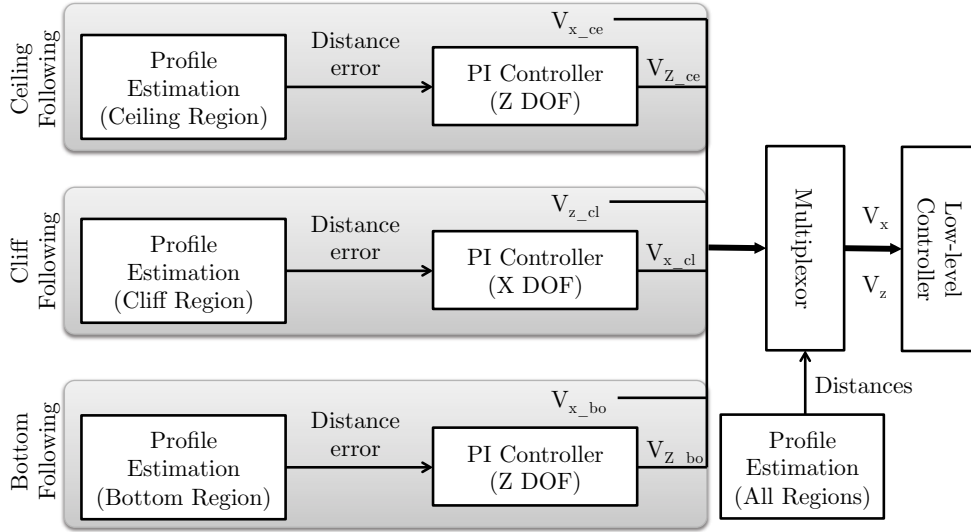 Ceiling
Following
Profile
Estimation
(Ceiling Region)
Distance
error
PI Controller
(Z DOF)
V_x_ce
V_Z_ce
Cliff
Following
Profile
Estimation
(Cliff Region)
Distance
error
PI Controller
(X DOF)
V_z_cl
V_x_cl
Bottom
Following
Profile
Estimation
(Bottom Region)
Distance
error
PI Controller
(Z DOF)
V_x_bo
V_Z_bo
Multiplexor
V_x
V_z
Low-level
Controller
Distances
Profile
Estimation
(All Regions)